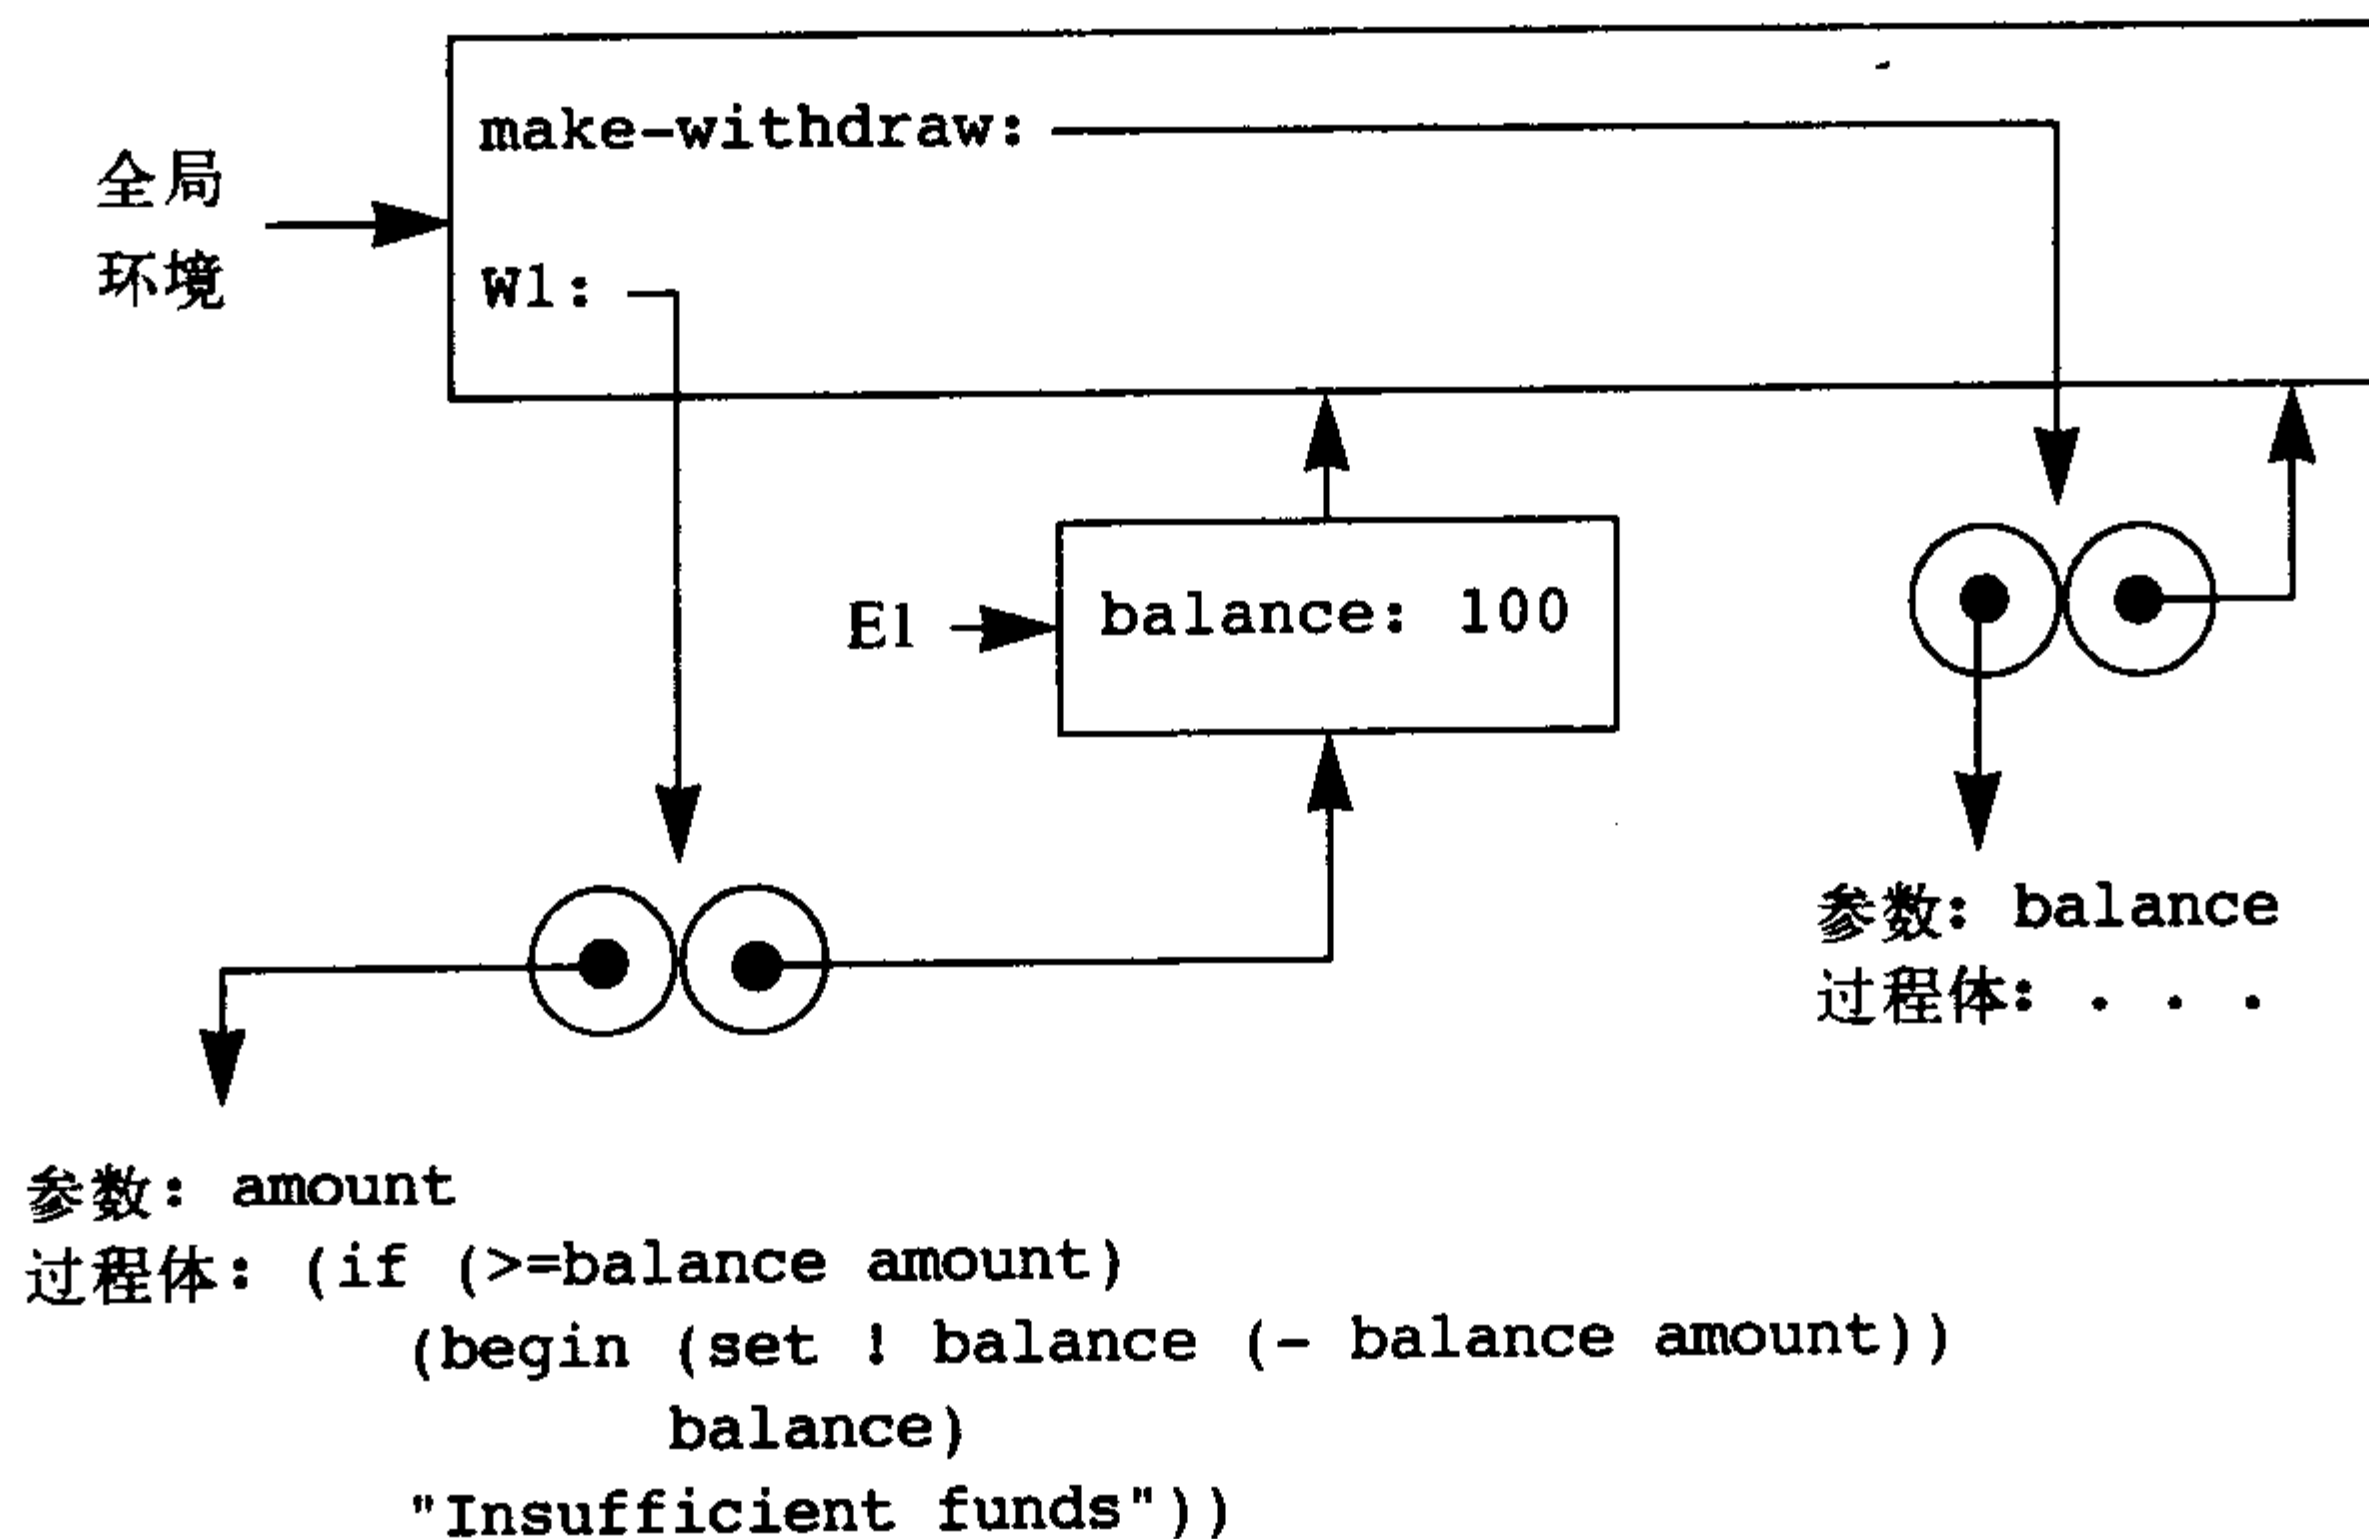 make-withdraw:
全局
环境
W1:
E1
balance: 100
参数: balance
过程体: . . .
参数: amount
过程体: (if (>=balance amount)
(begin (set ! balance (- balance amount))
balance)
"Insufficient funds"))